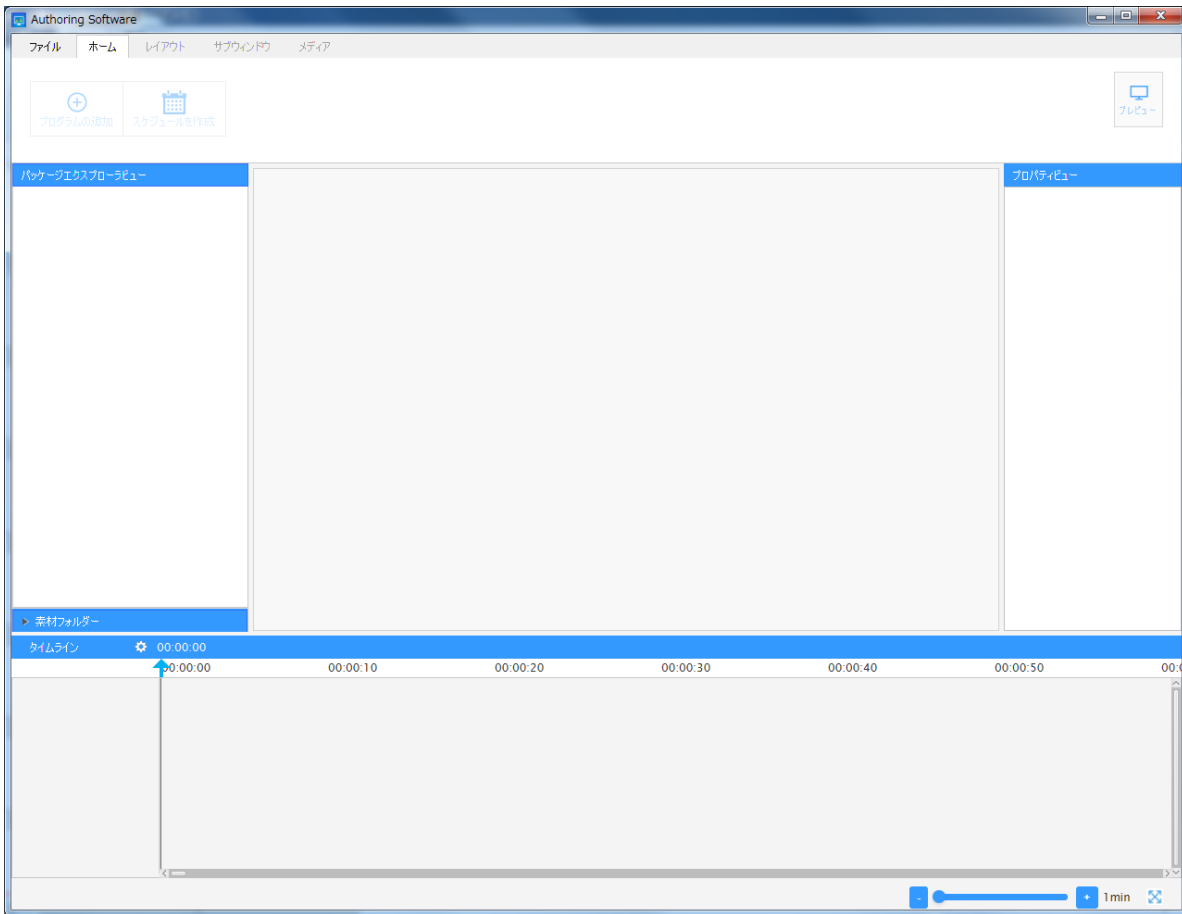 Authoring Software
ファイル ホーム レイアウト サブウィンドウ メディア
プログラムの追加 スケジュールを作成
プレビュー
パッケージエクスプローラビュー
プロパティビュー
素材フォルダー
タイムライン 00:00:00
00:00:00 00:00:10 00:00:20 00:00:30 00:00:40 00:00:50 00:
- + 1min